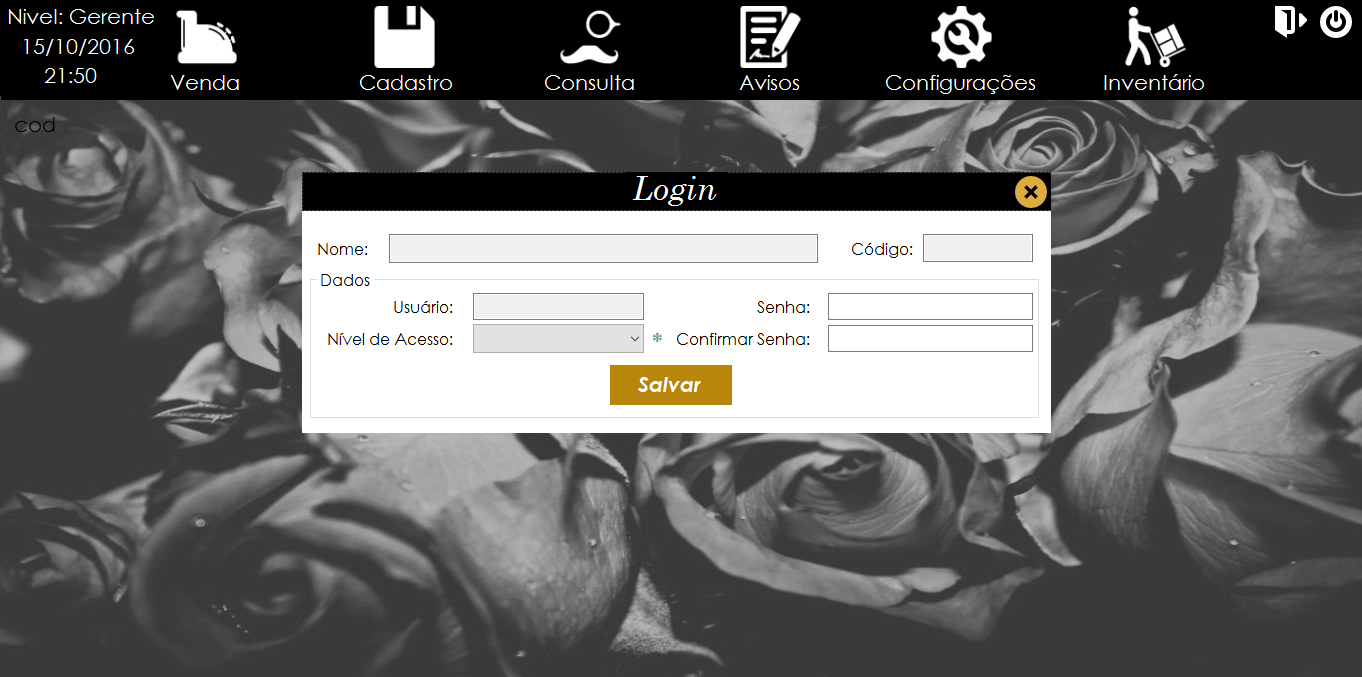 Nivel: Gerente
15/10/2016
21:50
Venda
Cadastro
Consulta
Avisos
Configurações
Inventário
cod
Login
Nome:
Código:
Dados
Usuário:
Senha:
Nível de Acesso:
* Confirmar Senha:
Salvar